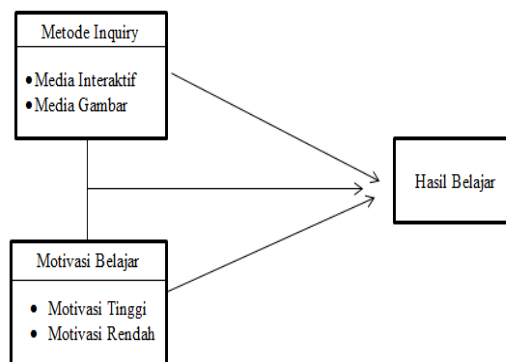 Metode Inquiry
•Media Interaktif
•Media Gambar
Hasil Belajar
Motivasi Belajar
• Motivasi Tinggi
• Motivasi Rendah